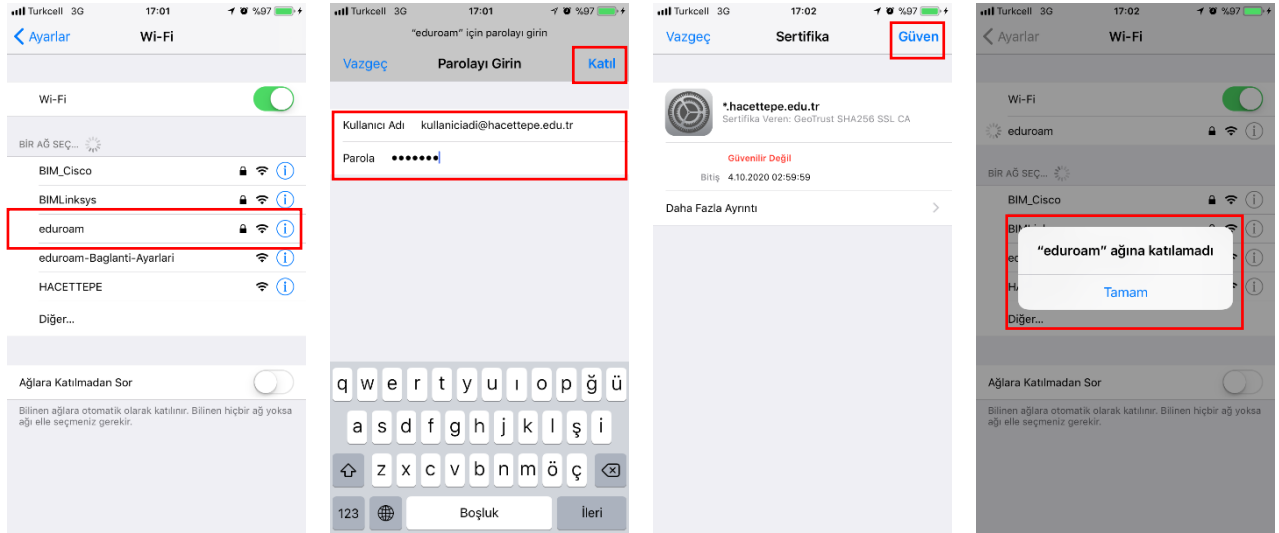 Turkcell 3G 17:01 %97
Ayarlar Wi-Fi
Wi-Fi
BİR AĞ SEÇ...
BIM_Cisco
BIMLinksys
eduroam
eduroam-Baglanti-Ayarlari
HACETTEPE
Diğer...
Ağlara Katılmadan Sor
Bilinen ağlara otomatik olarak katılınır. Bilinen hiçbir ağ yoksa
ağı elle seçmeniz gerekir.
Turkcell 3G 17:01 %97
"eduroam" için parolayı girin
Vazgeç Parolayı Girin Katıl
Kullanıcı Adı kullaniciadi@hacettepe.edu.tr
Parola •••••••
q w e r t y u ı o p ğ ü
a s d f g h j k l ş i
z x c v b n m ö ç
123 Boşluk İleri
Turkcell 3G 17:02 %97
Vazgeç Sertifika Güven
*.hacettepe.edu.tr
Sertifika Veren: GeoTrust SHA256 SSL CA
Güvenilir Değil
Bitiş 4.10.2020 02:59:59
Daha Fazla Ayrıntı
Turkcell 3G 17:02 %97
Ayarlar Wi-Fi
Wi-Fi
eduroam
BİR AĞ SEÇ...
BIM_Cisco
"eduroam" ağına katılamadı
Tamam
Diğer...
Ağlara Katılmadan Sor
Bilinen ağlara otomatik olarak katılınır. Bilinen hiçbir ağ yoksa
ağı elle seçmeniz gerekir.